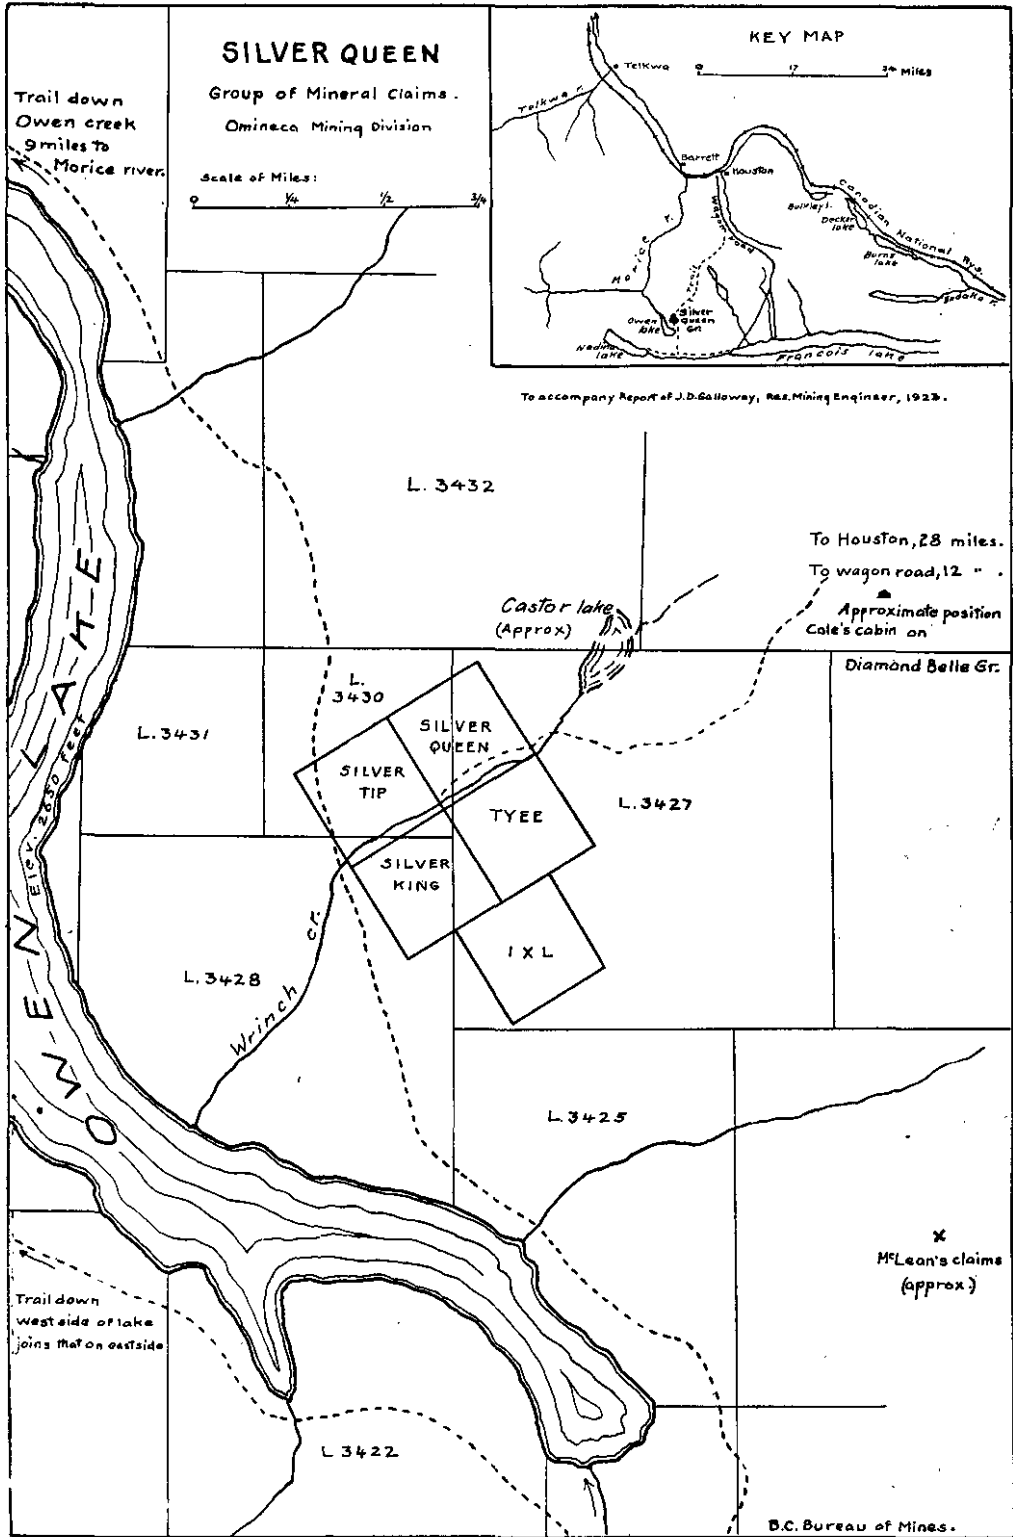 SILVER QUEEN
Group of Mineral Claims.
Omineca Mining Division
Scale of Miles:
0 1/4 1/2 3/4
Trail down
Owen creek
9 miles to
Morice river.
KEY MAP
0 17 34 Miles
Telkwa
Telkwa r.
Barrett
Houston
Wagon road
Morice r.
Trail
Bulkley l.
Decker
lake
Burns
lake
Canadian National Rys.
Endako r.
Owen
lake
Silver
Queen
Gr.
Nadina
lake
Francois lake
To accompany Report of J.D. Galloway, Res. Mining Engineer, 1923.
L. 3432
To Houston, 28 miles.
To wagon road, 12 " .
Approximate position
Cole's cabin on
Diamond Belle Gr.
Castor lake
(Approx)
L.
3430
L. 3431
SILVER
QUEEN
SILVER
TIP
TYEE
L. 3427
SILVER
KING
I X L
L. 3428
Wrinch cr.
OWEN LAKE
Elev. 2650 feet
L. 3425
McLean's claims
(approx.)
Trail down
west side of lake
joins that on eastside
L 3422
B.C. Bureau of Mines.